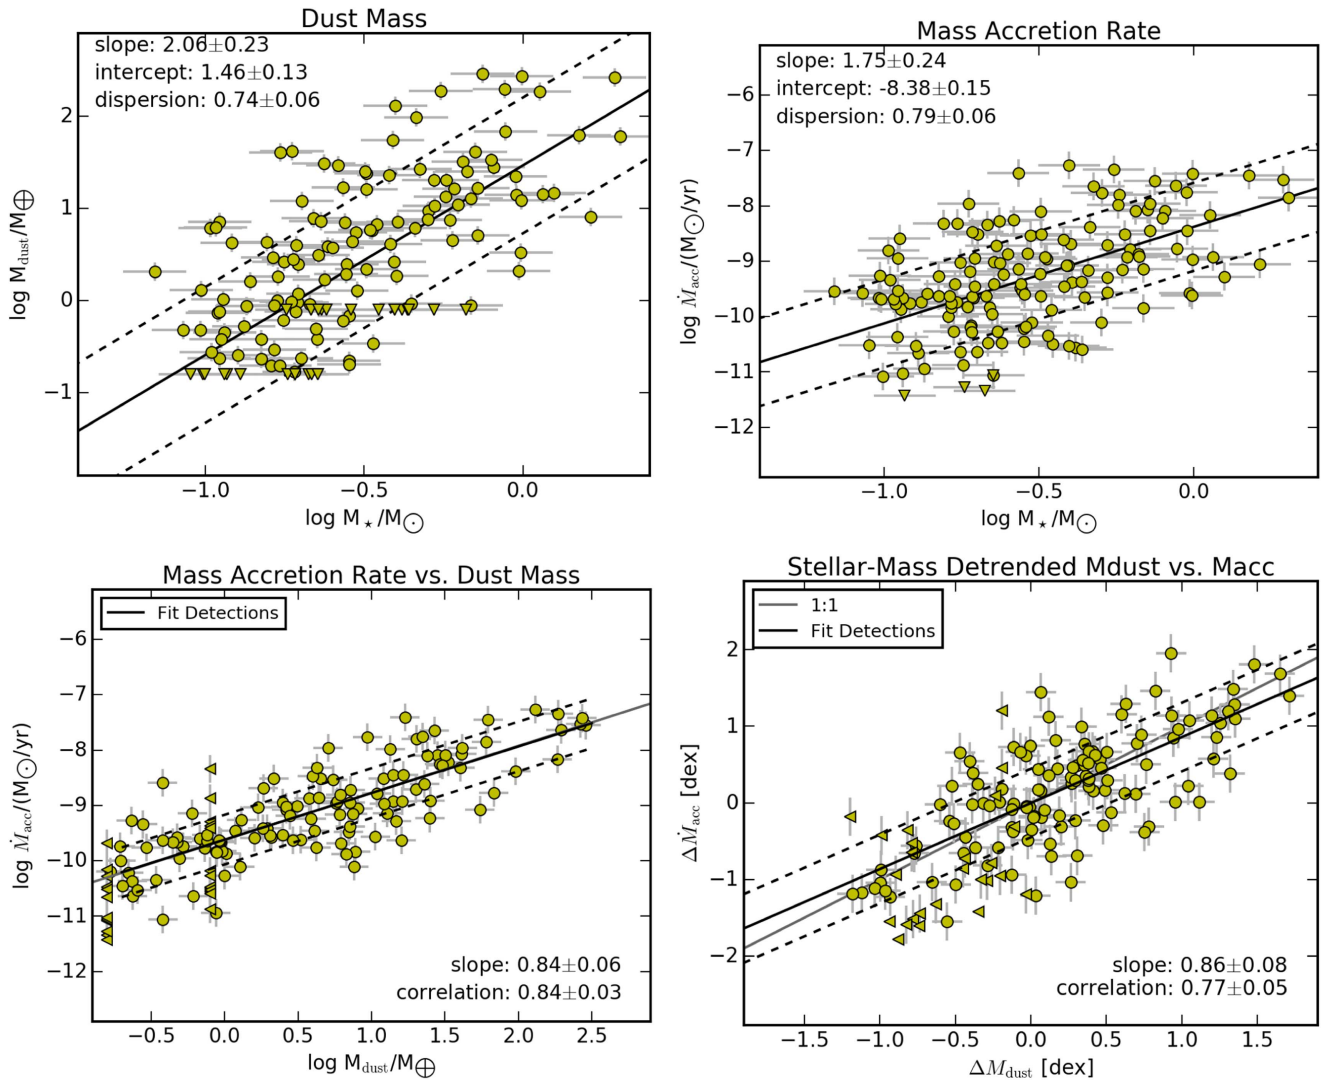 Dust Mass
slope: 2.06±0.23
intercept: 1.46±0.13
dispersion: 0.74±0.06
2
1
0
−1
−1.0 −0.5 0.0
log M⋆/M⨀
log Mdust/M⨁
Mass Accretion Rate
slope: 1.75±0.24
intercept: -8.38±0.15
dispersion: 0.79±0.06
−6
−7
−8
−9
−10
−11
−12
−1.0 −0.5 0.0
log M⋆/M⨀
log Ṁacc/(M⨀/yr)
Mass Accretion Rate vs. Dust Mass
Fit Detections
−6
−7
−8
−9
−10
−11
−12
slope: 0.84±0.06
correlation: 0.84±0.03
−0.5 0.0 0.5 1.0 1.5 2.0 2.5
log Mdust/M⨁
log Ṁacc/(M⨀/yr)
Stellar-Mass Detrended Mdust vs. Macc
1:1
Fit Detections
2
1
0
−1
−2
slope: 0.86±0.08
correlation: 0.77±0.05
−1.5 −1.0 −0.5 0.0 0.5 1.0 1.5
ΔMdust [dex]
ΔṀacc [dex]